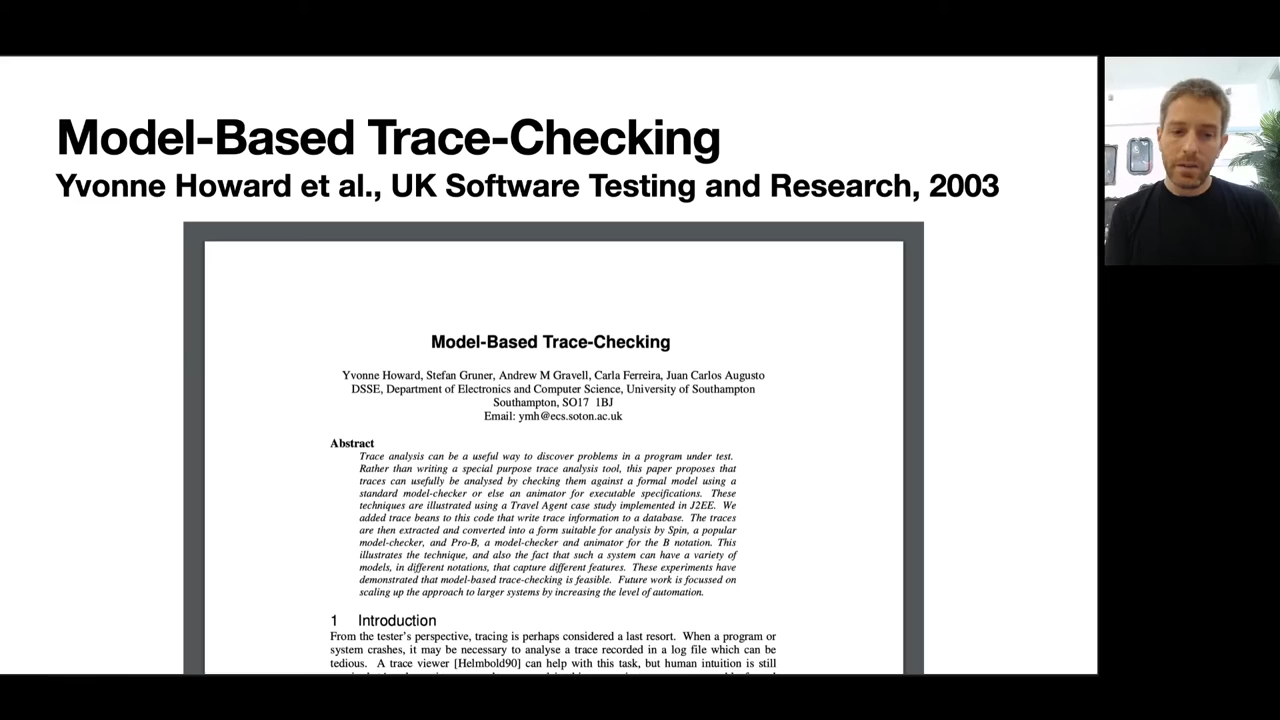 Model-Based Trace-Checking
Yvonne Howard et al., UK Software Testing and Research, 2003
Model-Based Trace-Checking
Yvonne Howard, Stefan Gruner, Andrew M Gravell, Carla Ferreira, Juan Carlos Augusto
DSSE, Department of Electronics and Computer Science, University of Southampton
Southampton, SO17 1BJ
Email: ymh@ecs.soton.ac.uk
Abstract
Trace analysis can be a useful way to discover problems in a program under test.
Rather than writing a special purpose trace analysis tool, this paper proposes that
traces can usefully be analysed by checking them against a formal model using a
standard model-checker or else an animator for executable specifications. These
techniques are illustrated using a Travel Agent case study implemented in J2EE. We
added trace beans to this code that write trace information to a database. The traces
are then extracted and converted into a form suitable for analysis by Spin, a popular
model-checker, and Pro-B, a model-checker and animator for the B notation. This
illustrates the technique, and also the fact that such a system can have a variety of
models, in different notations, that capture different features. These experiments have
demonstrated that model-based trace-checking is feasible. Future work is focussed on
scaling up the approach to larger systems by increasing the level of automation.
1 Introduction
From the tester's perspective, tracing is perhaps considered a last resort. When a program or
system crashes, it may be necessary to analyse a trace recorded in a log file which can be
tedious. A trace viewer [Helmbold90] can help with this task, but human intuition is still